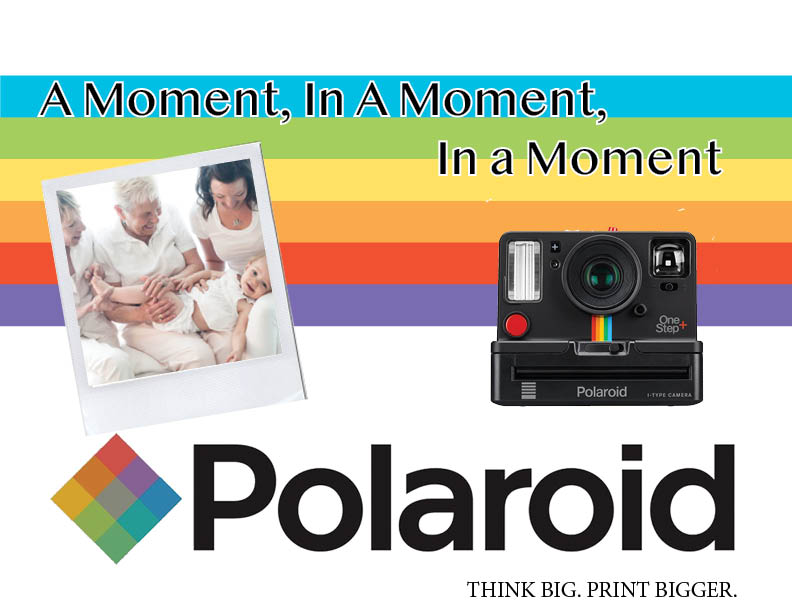 A Moment, In A Moment,
In a Moment
One
Step+
Polaroid
I-TYPE CAMERA
Polaroid
THINK BIG. PRINT BIGGER.